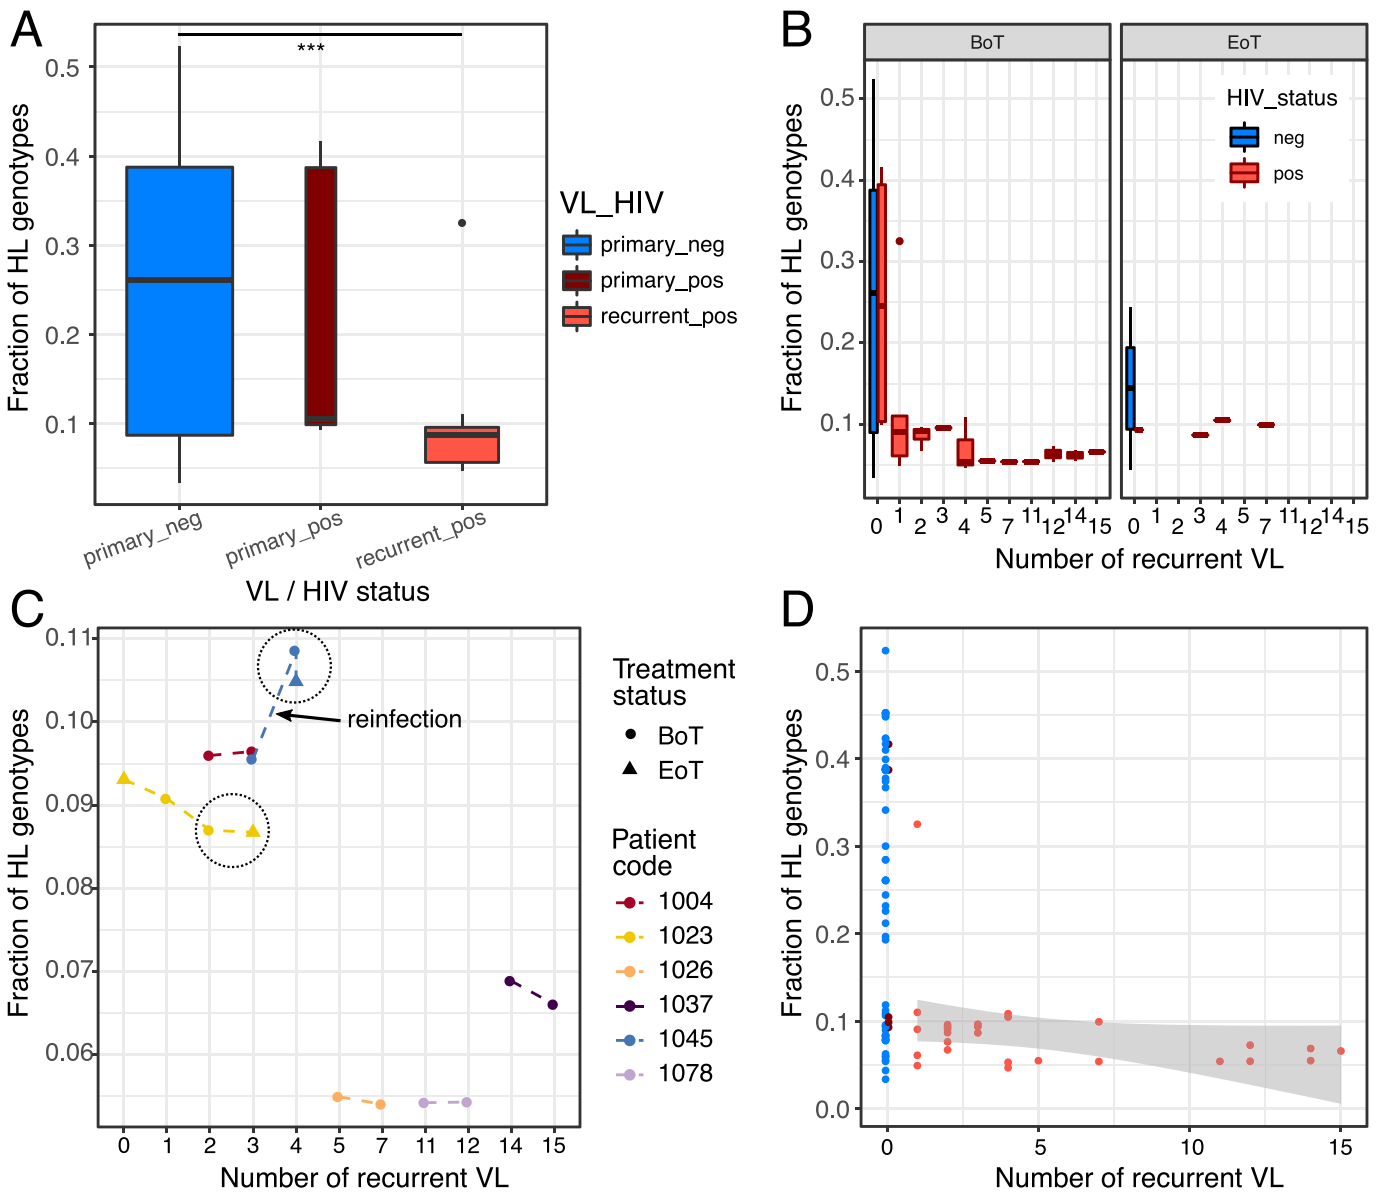 A
Fraction of HL genotypes
0.5
0.4
0.3
0.2
0.1
***
primary_neg
primary_pos
recurrent_pos
VL / HIV status
VL_HIV
primary_neg
primary_pos
recurrent_pos
B
Fraction of HL genotypes
0.5
0.4
0.3
0.2
0.1
BoT
EoT
HIV_status
neg
pos
0 1 2 3 4 5 7 11 12 14 15
0 1 2 3 4 5 7 11 12 14 15
Number of recurrent VL
C
Fraction of HL genotypes
0.11
0.10
0.09
0.08
0.07
0.06
reinfection
0 1 2 3 4 5 7 11 12 14 15
Number of recurrent VL
Treatment
status
BoT
EoT
Patient
code
1004
1023
1026
1037
1045
1078
D
Fraction of HL genotypes
0.5
0.4
0.3
0.2
0.1
0.0
0 5 10 15
Number of recurrent VL